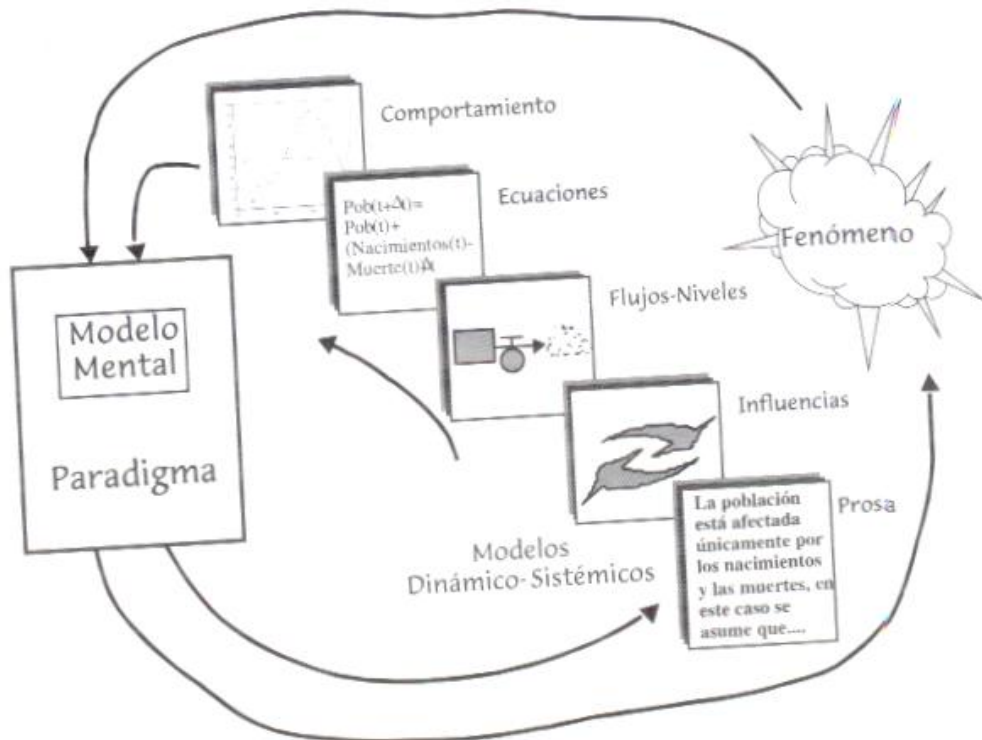 Comportamiento
Ecuaciones
Pob(t+Δt)=
Pob(t)+
(Nacimientos(t)-
Muerte(t))Δt
Fenómeno
Flujos-Niveles
Modelo
Mental
Paradigma
Influencias
Prosa
La población
está afectada
únicamente por
los nacimientos
y las muertes, en
este caso se
asume que....
Modelos
Dinámico-Sistémicos